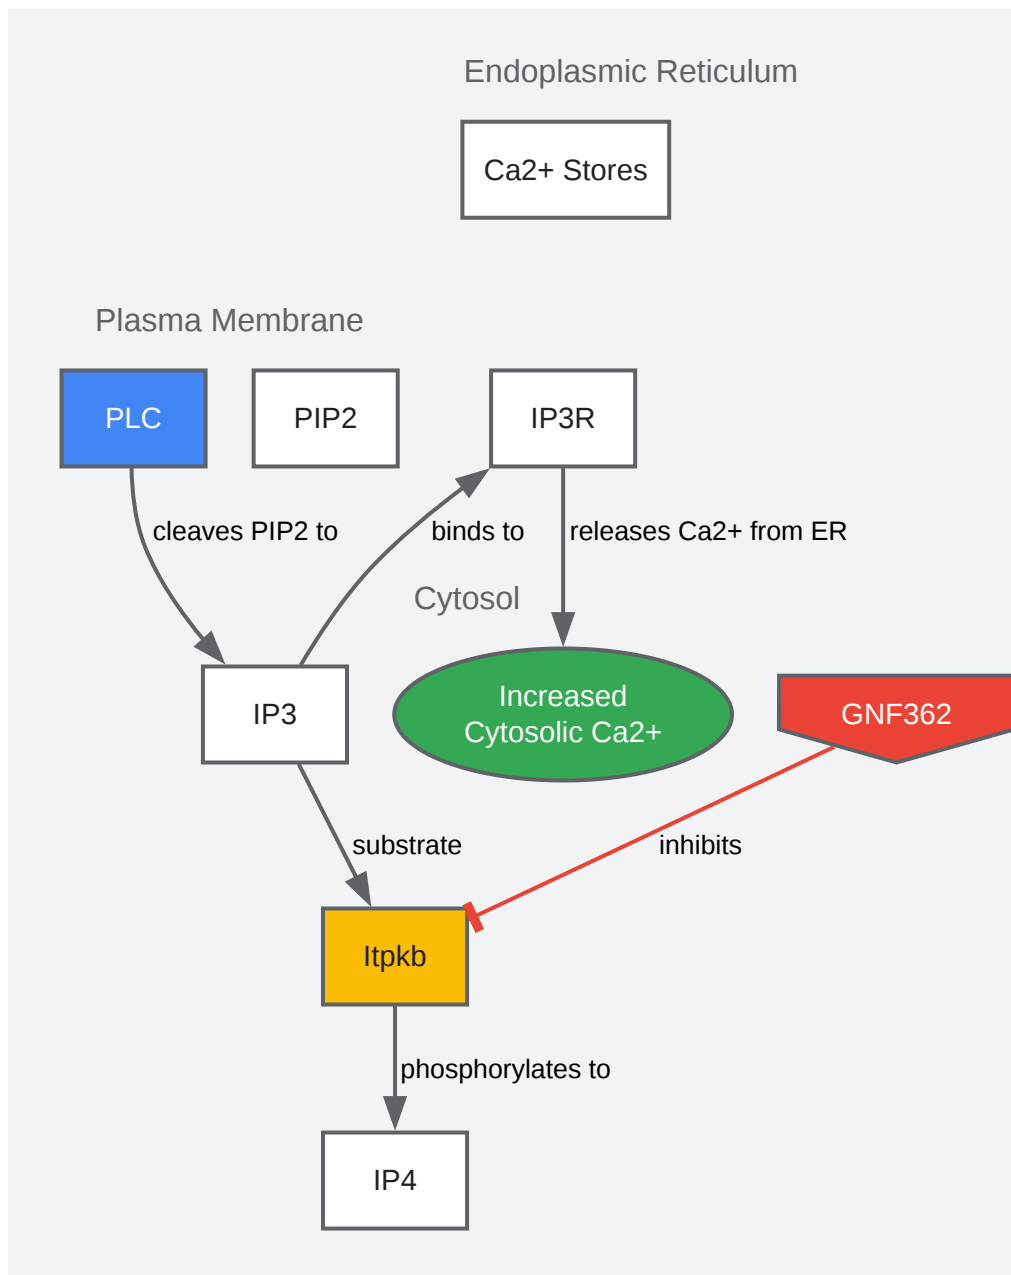 Endoplasmic Reticulum
Ca2+ Stores
Plasma Membrane
PLC
PIP2
IP3R
cleaves PIP2 to
binds to
releases Ca2+ from ER
Cytosol
IP3
Increased
Cytosolic Ca2+
GNF362
substrate
inhibits
Itpkb
phosphorylates to
IP4